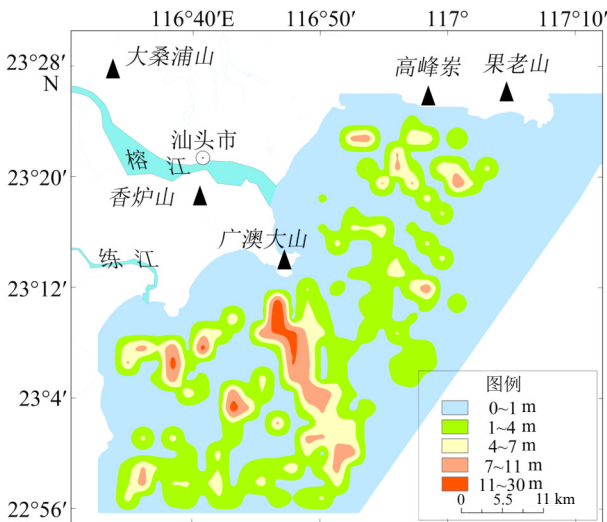 116°40′E 116°50′ 117° 117°10′
23°28′
N
大桑浦山
高峰岽
果老山
汕头市
榕 江
23°20′
香炉山
广澳大山
练 江
23°12′
23°4′
22°56′
图例
0~1 m
1~4 m
4~7 m
7~11 m
11~30 m
0 5.5 11 km